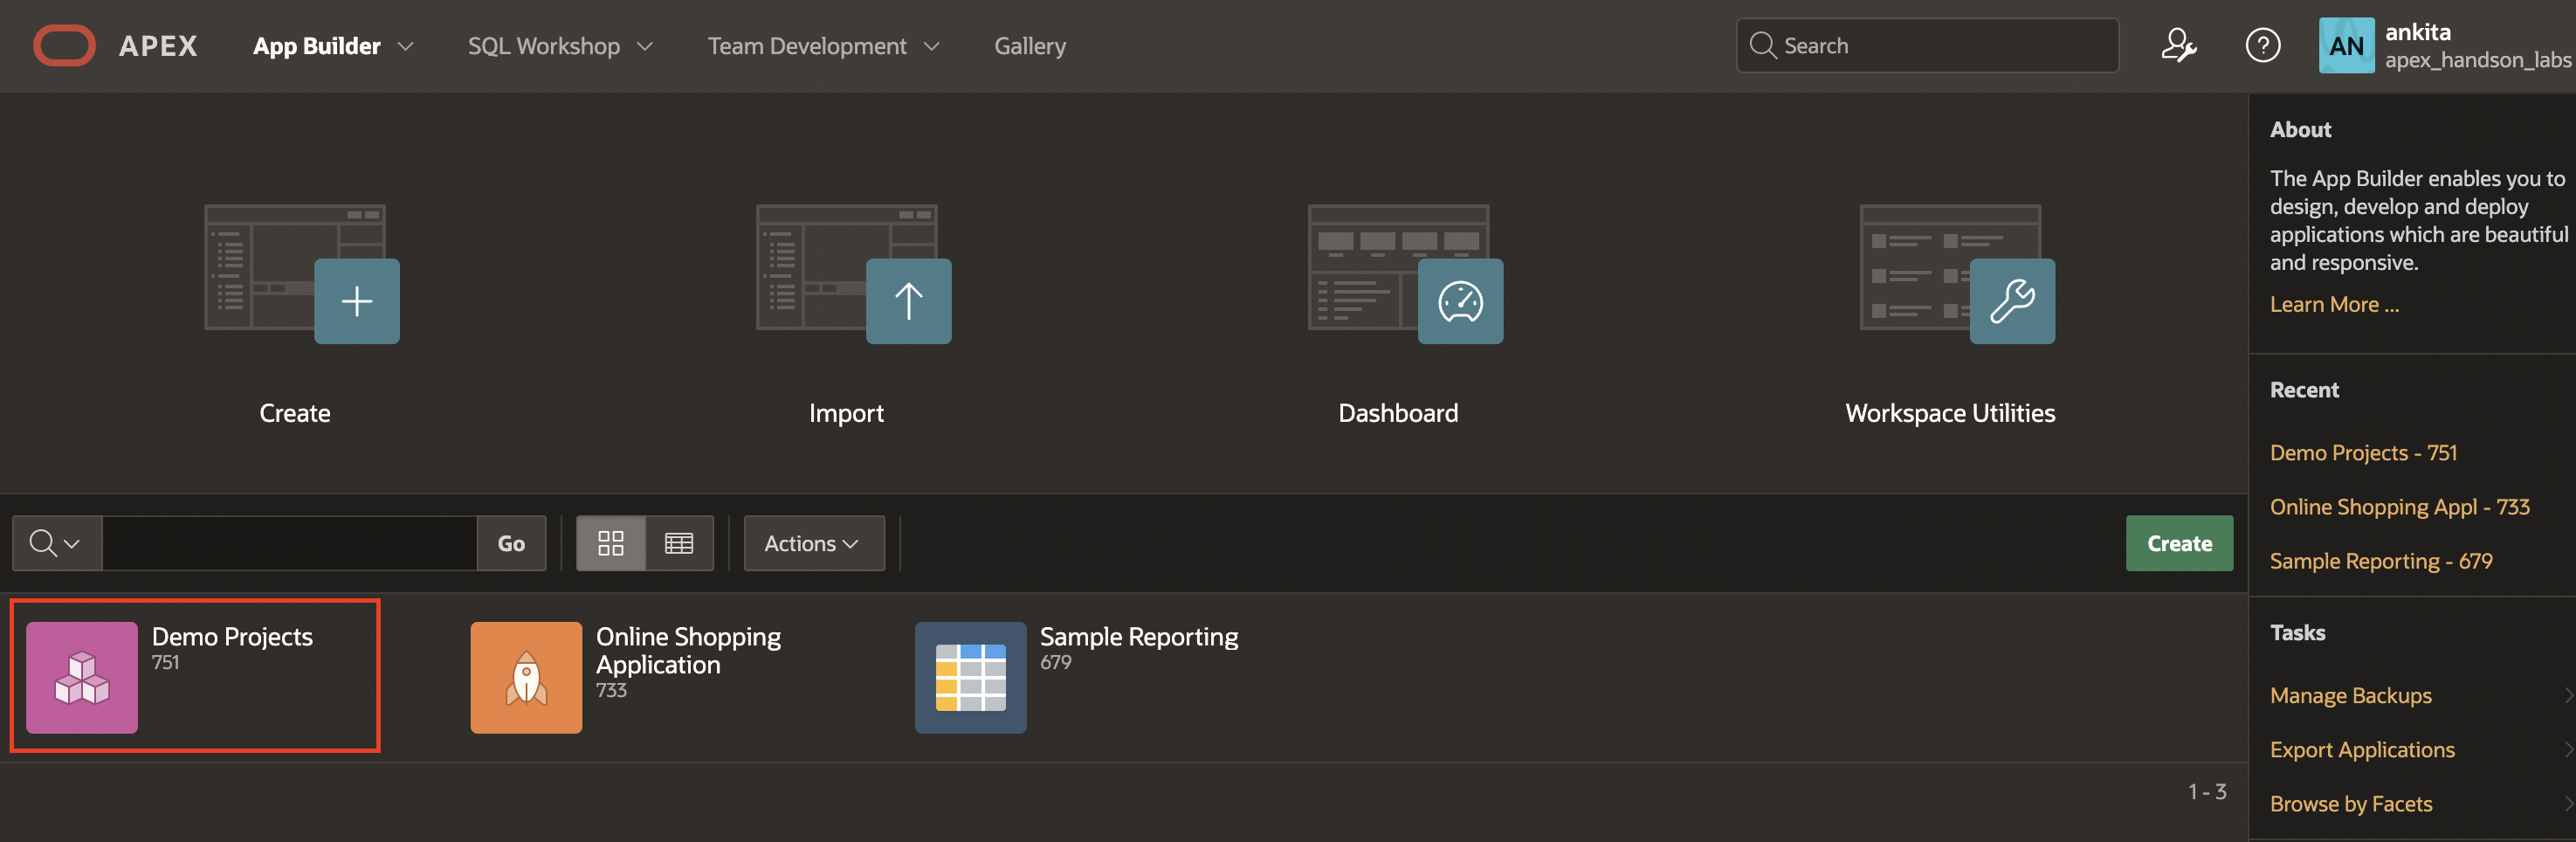 APEX
App Builder
SQL Workshop
Team Development
Gallery
Search
AN
ankita
apex_handson_labs
Create
Import
Dashboard
Workspace Utilities
Go
Actions
Create
Demo Projects
751
Online Shopping
Application
733
Sample Reporting
679
1 - 3
About
The App Builder enables you to
design, develop and deploy
applications which are beautiful
and responsive.
Learn More ...
Recent
Demo Projects - 751
Online Shopping Appl - 733
Sample Reporting - 679
Tasks
Manage Backups
Export Applications
Browse by Facets